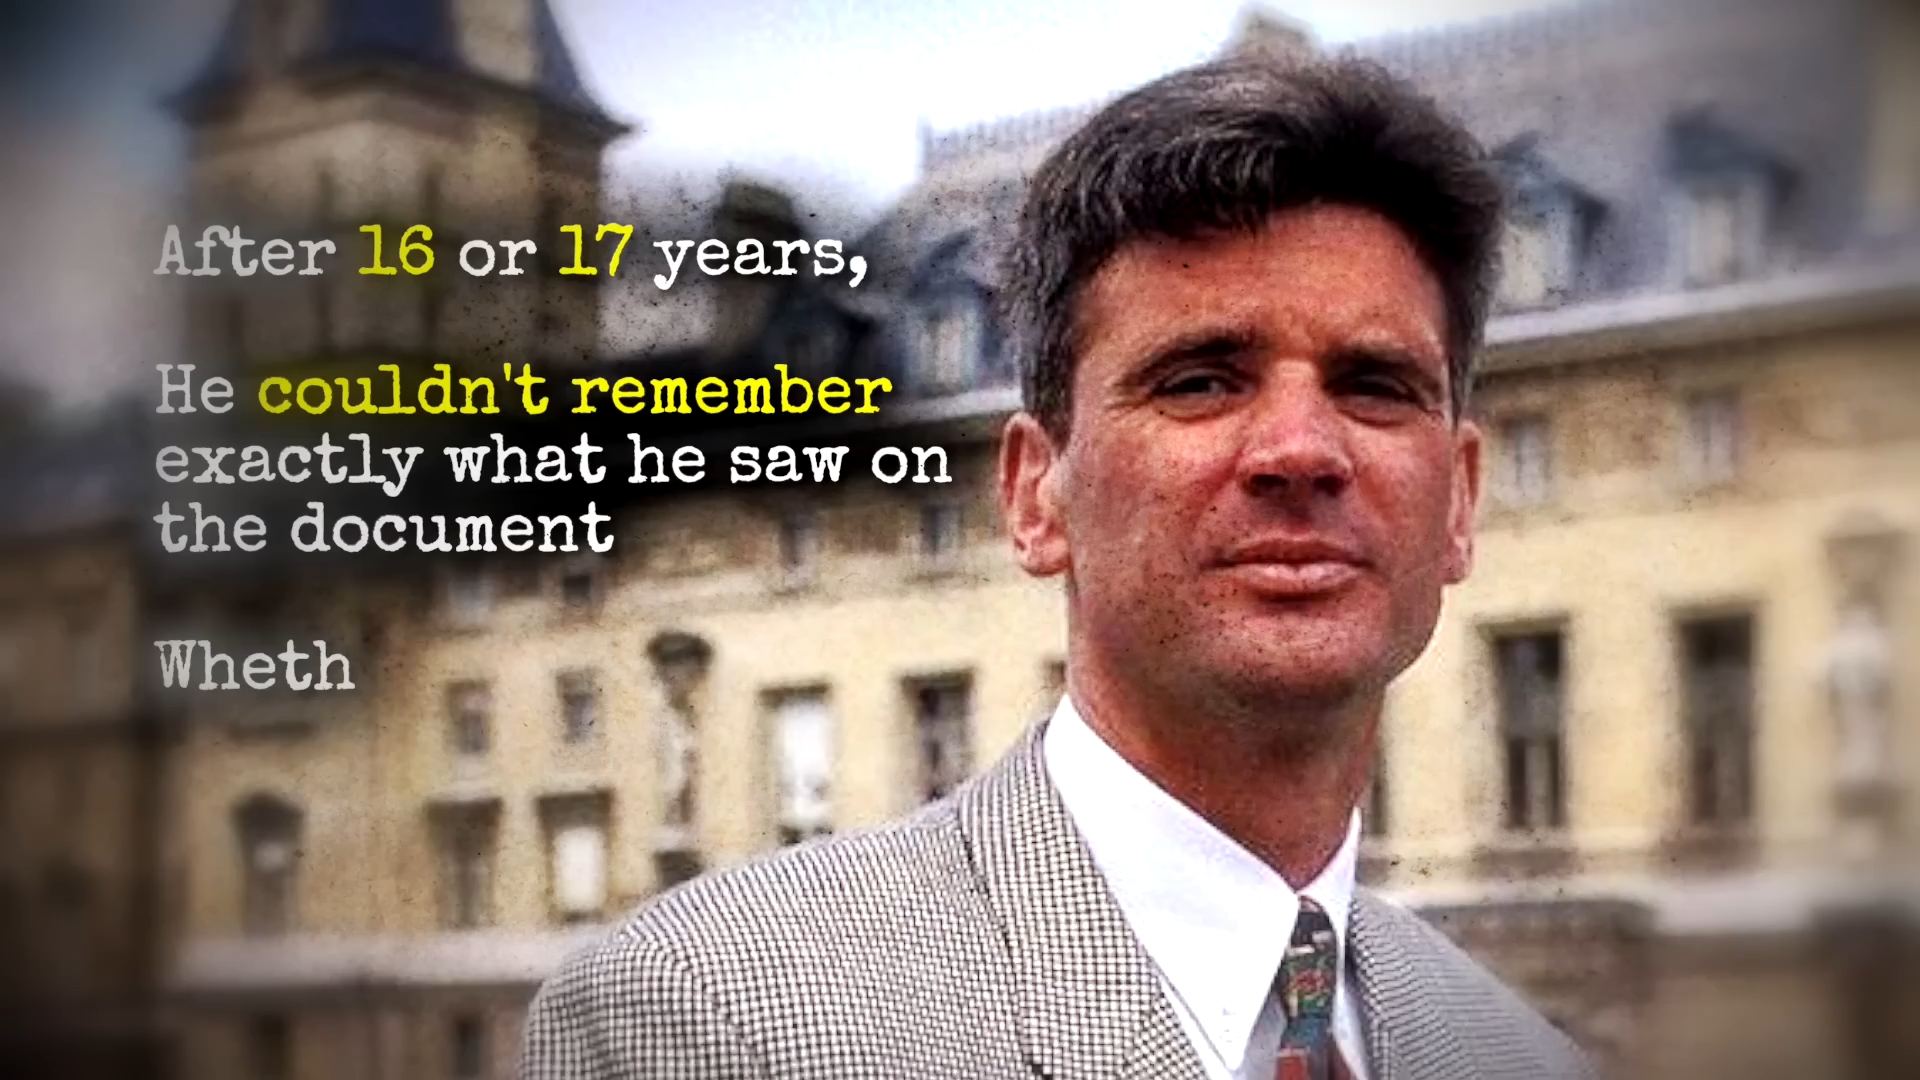 After 16 or 17 years,
He couldn't remember
exactly what he saw on
the document
Wheth